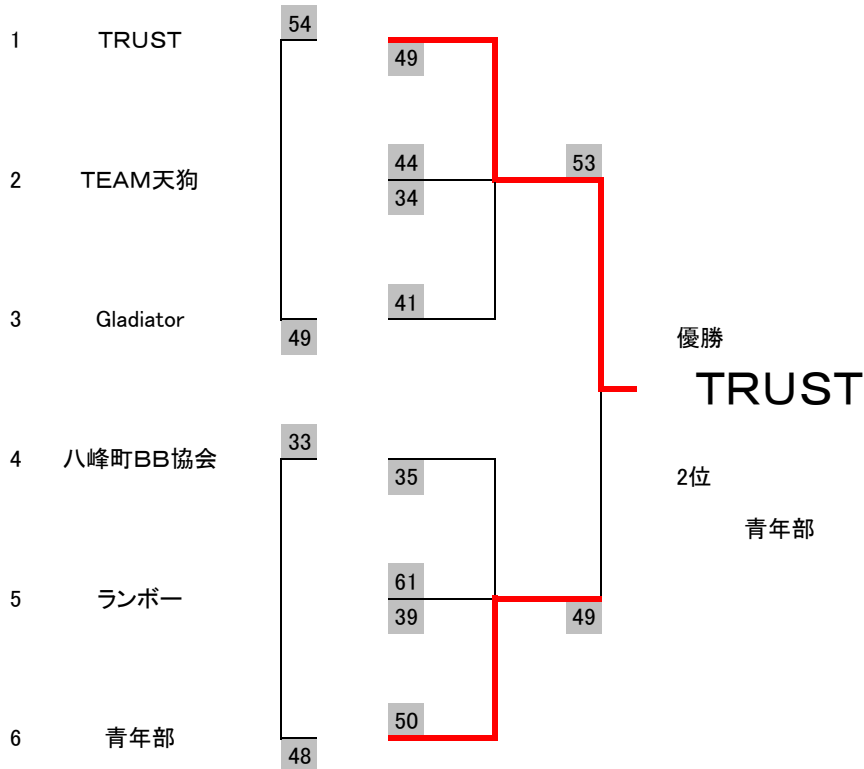 54
1 TRUST
49
44 53
2 TEAM天狗
34
41
3 Gladiator
49
優勝
TRUST
33
4 八峰町BB協会
35
2位
青年部
61
5 ランボー
39 49
50
6 青年部
48